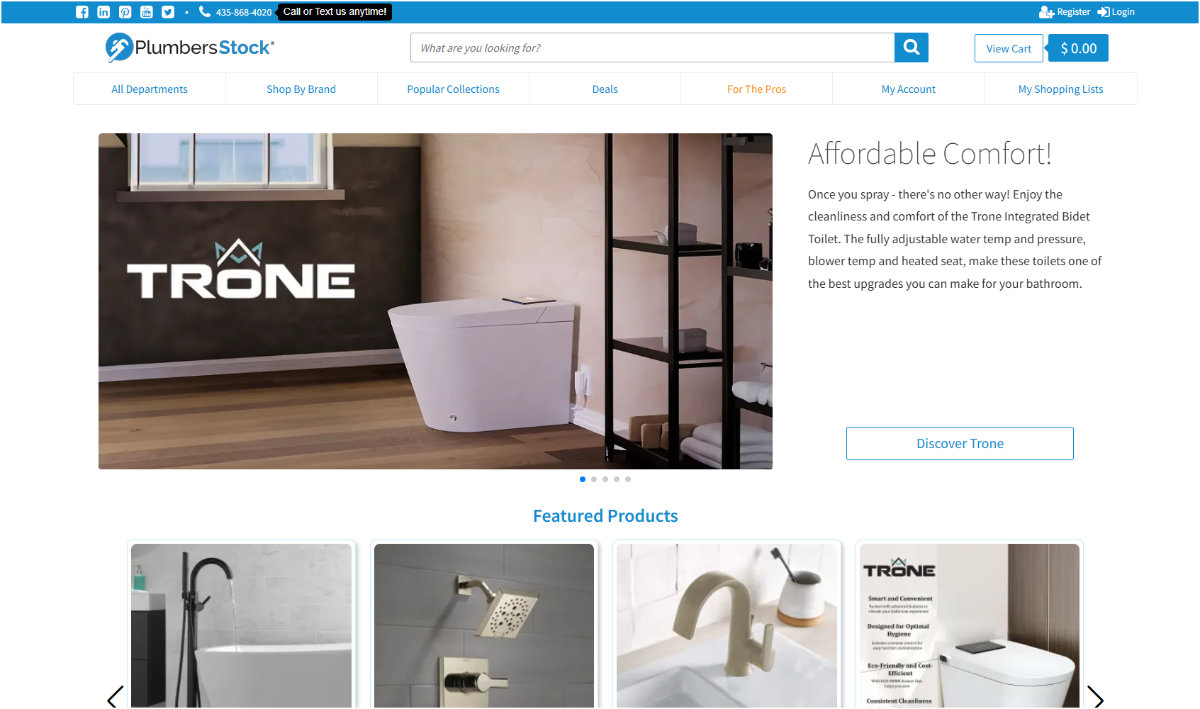 435-868-4020
Call or Text us anytime!
Register
Login
PlumbersStock®
What are you looking for?
View Cart
$ 0.00
All Departments
Shop By Brand
Popular Collections
Deals
For The Pros
My Account
My Shopping Lists
TRONE
Affordable Comfort!
Once you spray - there's no other way! Enjoy the
cleanliness and comfort of the Trone Integrated Bidet
Toilet. The fully adjustable water temp and pressure,
blower temp and heated seat, make these toilets one of
the best upgrades you can make for your bathroom.
Discover Trone
Featured Products
TRONE
Smart and Convenient
Designed for Optimal
Hygiene
Eco-Friendly and Cost-
Efficient
Consistent Cleanliness